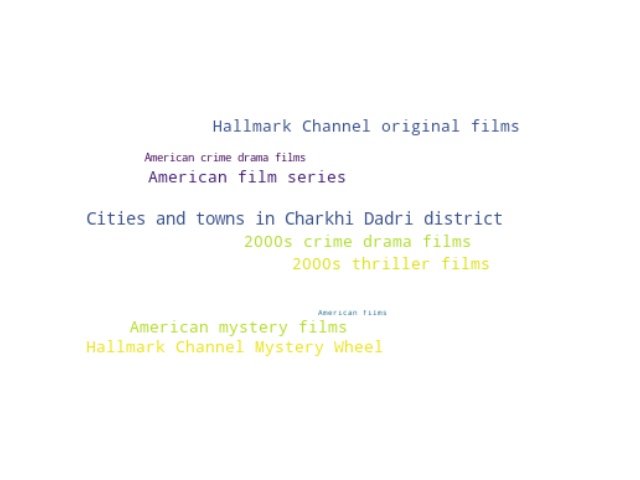 Hallmark Channel original films
American crime drama films
American film series
Cities and towns in Charkhi Dadri district
2000s crime drama films
2000s thriller films
American films
American mystery films
Hallmark Channel Mystery Wheel